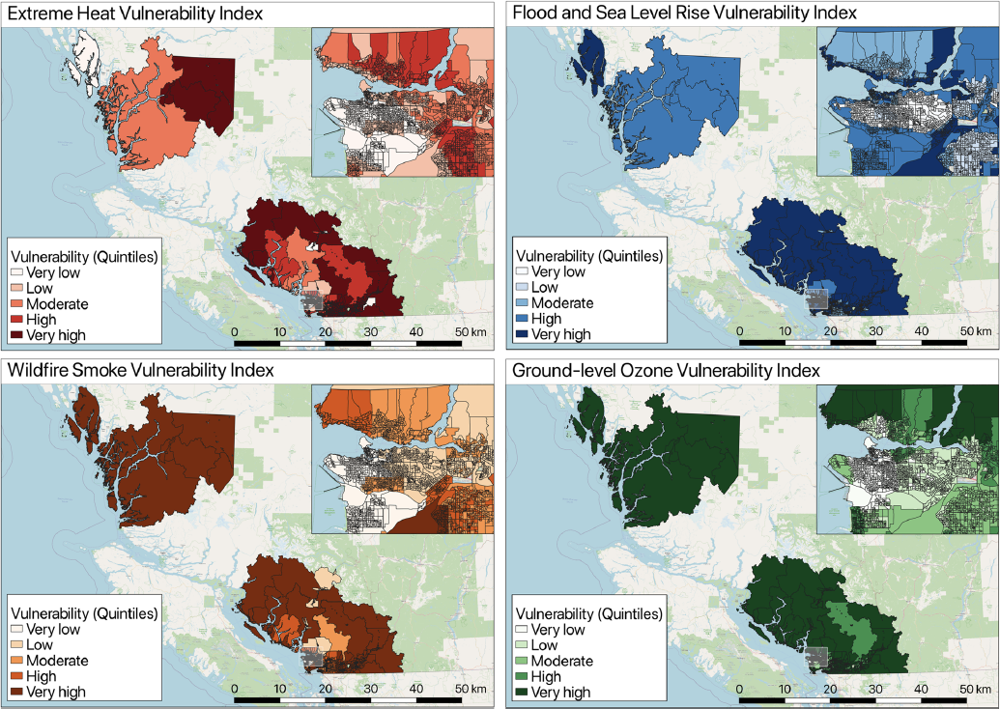 Extreme Heat Vulnerability Index
Vulnerability (Quintiles)
Very low
Low
Moderate
High
Very high
0 10 20 30 40 50 km
Flood and Sea Level Rise Vulnerability Index
Vulnerability (Quintiles)
Very low
Low
Moderate
High
Very high
0 10 20 30 40 50 km
Wildfire Smoke Vulnerability Index
Vulnerability (Quintiles)
Very low
Low
Moderate
High
Very high
0 10 20 30 40 50 km
Ground-level Ozone Vulnerability Index
Vulnerability (Quintiles)
Very low
Low
Moderate
High
Very high
0 10 20 30 40 50 km